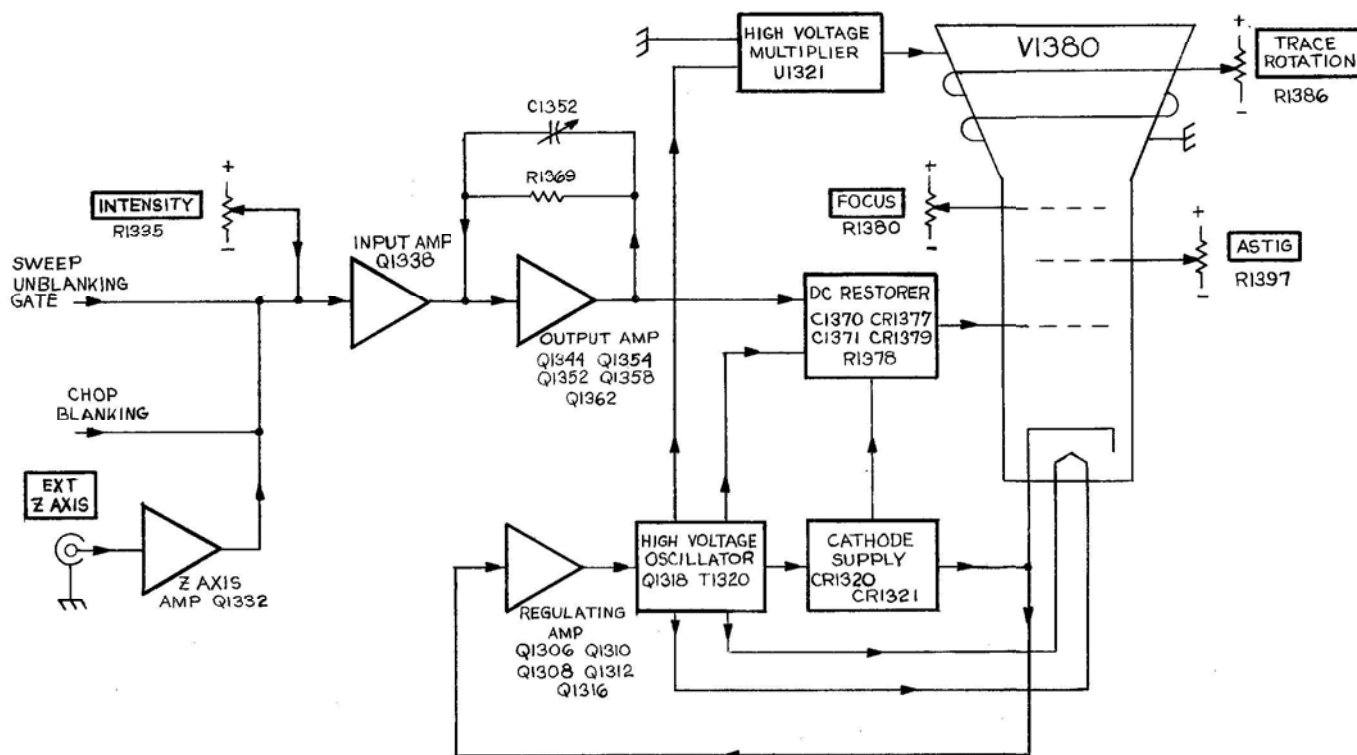 HIGH VOLTAGE
MULTIPLIER
U1321
V1380
+
TRACE
ROTATION
R1386
−
C1352
R1369
+
INTENSITY
R1335
−
+
FOCUS
R1380
−
+
ASTIG
R1397
−
SWEEP
UNBLANKING
GATE
INPUT AMP
Q1338
OUTPUT AMP
Q1344 Q1354
Q1352 Q1358
Q1362
DC RESTORER
C1370 CR1377
C1371 CR1379
R1378
CHOP
BLANKING
EXT
Z AXIS
Z AXIS
AMP Q1332
REGULATING
AMP
Q1306 Q1310
Q1308 Q1312
Q1316
HIGH VOLTAGE
OSCILLATOR
Q1318 T1320
CATHODE
SUPPLY
CR1320
CR1321